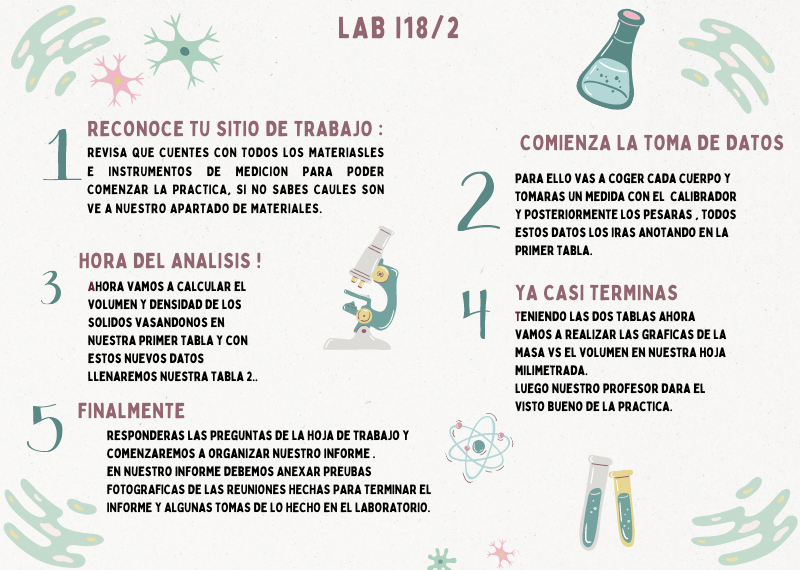 LAB 118/2
1
RECONOCE TU SITIO DE TRABAJO :
REVISA QUE CUENTES CON TODOS LOS MATERIASLES
E INSTRUMENTOS DE MEDICION PARA PODER
COMENZAR LA PRACTICA, SI NO SABES CAULES SON
VE A NUESTRO APARTADO DE MATERIALES.
2
COMIENZA LA TOMA DE DATOS
PARA ELLO VAS A COGER CADA CUERPO Y
TOMARAS UN MEDIDA CON EL CALIBRADOR
Y POSTERIORMENTE LOS PESARAS , TODOS
ESTOS DATOS LOS IRAS ANOTANDO EN LA
PRIMER TABLA.
3
HORA DEL ANALISIS !
AHORA VAMOS A CALCULAR EL
VOLUMEN Y DENSIDAD DE LOS
SOLIDOS VASANDONOS EN
NUESTRA PRIMER TABLA Y CON
ESTOS NUEVOS DATOS
LLENAREMOS NUESTRA TABLA 2..
4
YA CASI TERMINAS
TENIENDO LAS DOS TABLAS AHORA
VAMOS A REALIZAR LAS GRAFICAS DE LA
MASA VS EL VOLUMEN EN NUESTRA HOJA
MILIMETRADA.
LUEGO NUESTRO PROFESOR DARA EL
VISTO BUENO DE LA PRACTICA.
5
FINALMENTE
RESPONDERAS LAS PREGUNTAS DE LA HOJA DE TRABAJO Y
COMENZAREMOS A ORGANIZAR NUESTRO INFORME .
EN NUESTRO INFORME DEBEMOS ANEXAR PREUBAS
FOTOGRAFICAS DE LAS REUNIONES HECHAS PARA TERMINAR EL
INFORME Y ALGUNAS TOMAS DE LO HECHO EN EL LABORATORIO.